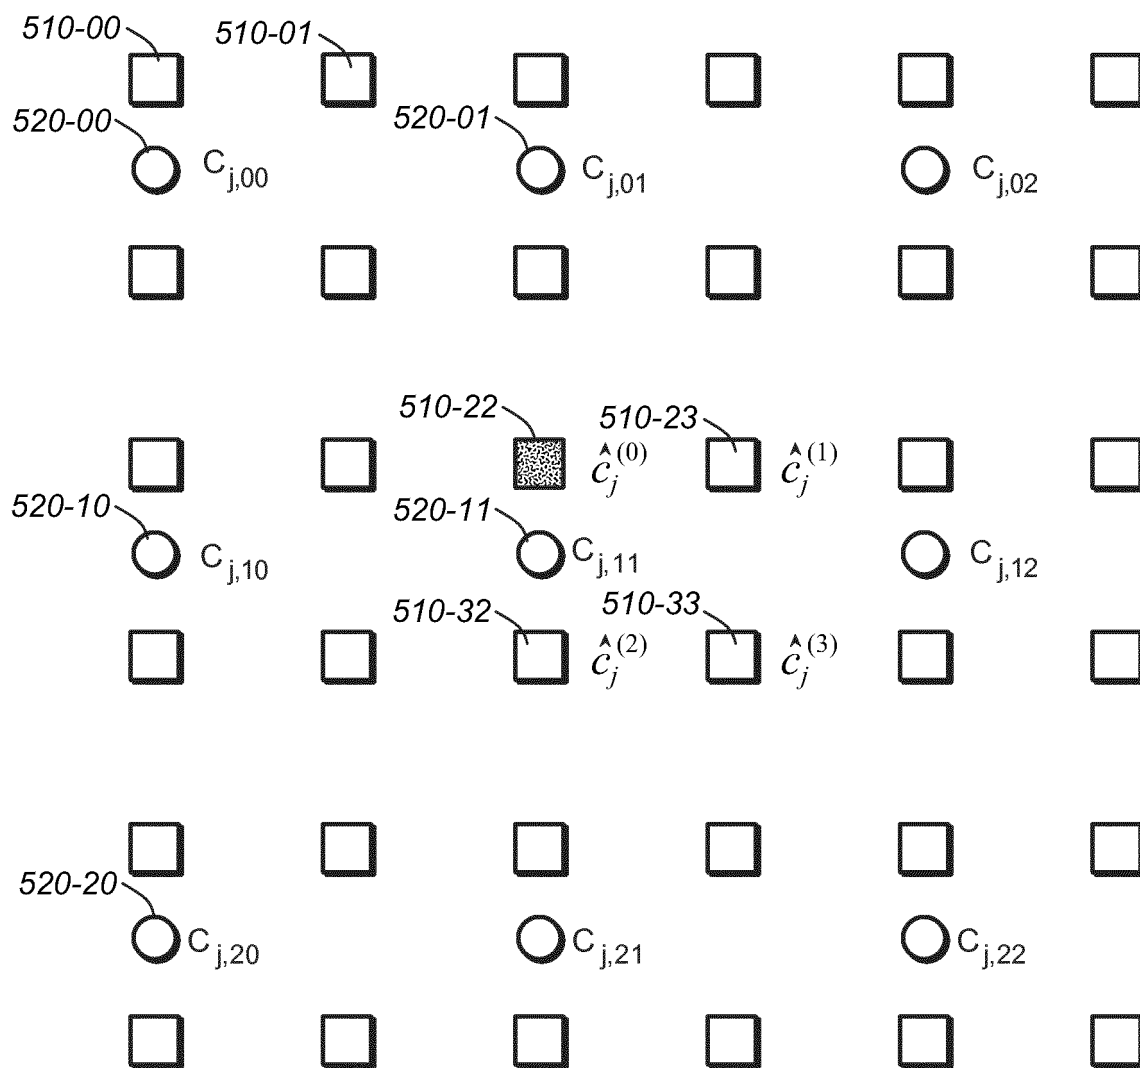 510-00 510-01
520-00 C_{j,00} 520-01 C_{j,01} C_{j,02}
510-22 ĉ_j^{(0)} 510-23 ĉ_j^{(1)}
520-10 C_{j,10} 520-11 C_{j,11} C_{j,12}
510-32 ĉ_j^{(2)} 510-33 ĉ_j^{(3)}
520-20 C_{j,20} C_{j,21} C_{j,22}